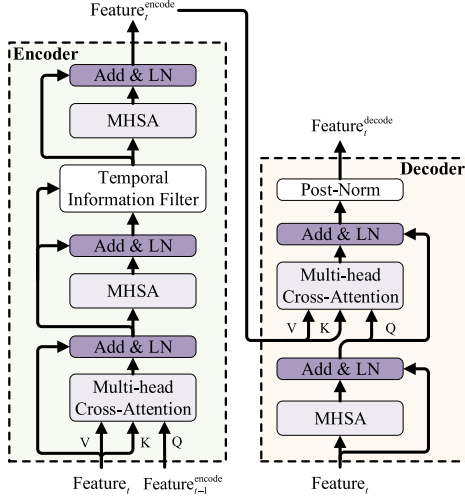 Feature_t^encode
Encoder
Add & LN
MHSA
Temporal
Information Filter
Add & LN
MHSA
Add & LN
Multi-head
Cross-Attention
V K Q
Feature_t Feature_{t-1}^encode
Feature_t^decode
Decoder
Post-Norm
Add & LN
Multi-head
Cross-Attention
V K Q
Add & LN
MHSA
Feature_t